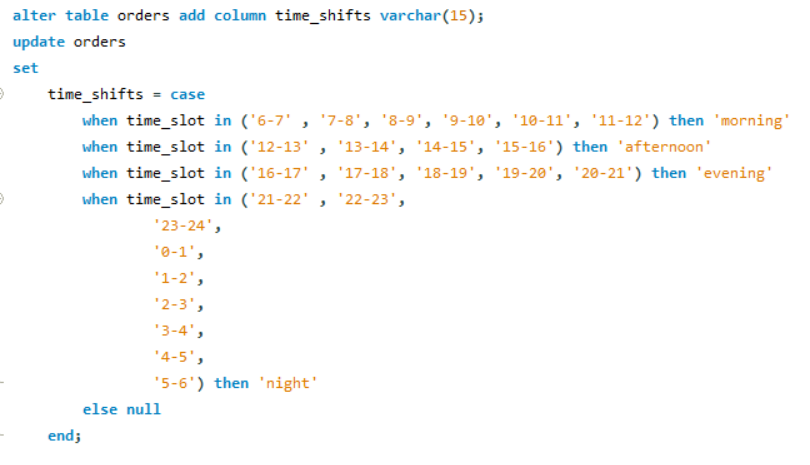 alter table orders add column time_shifts varchar(15);
update orders
set
    time_shifts = case
        when time_slot in ('6-7' , '7-8', '8-9', '9-10', '10-11', '11-12') then 'morning'
        when time_slot in ('12-13' , '13-14', '14-15', '15-16') then 'afternoon'
        when time_slot in ('16-17' , '17-18', '18-19', '19-20', '20-21') then 'evening'
        when time_slot in ('21-22' , '22-23',
                '23-24',
                '0-1',
                '1-2',
                '2-3',
                '3-4',
                '4-5',
                '5-6') then 'night'
        else null
    end;